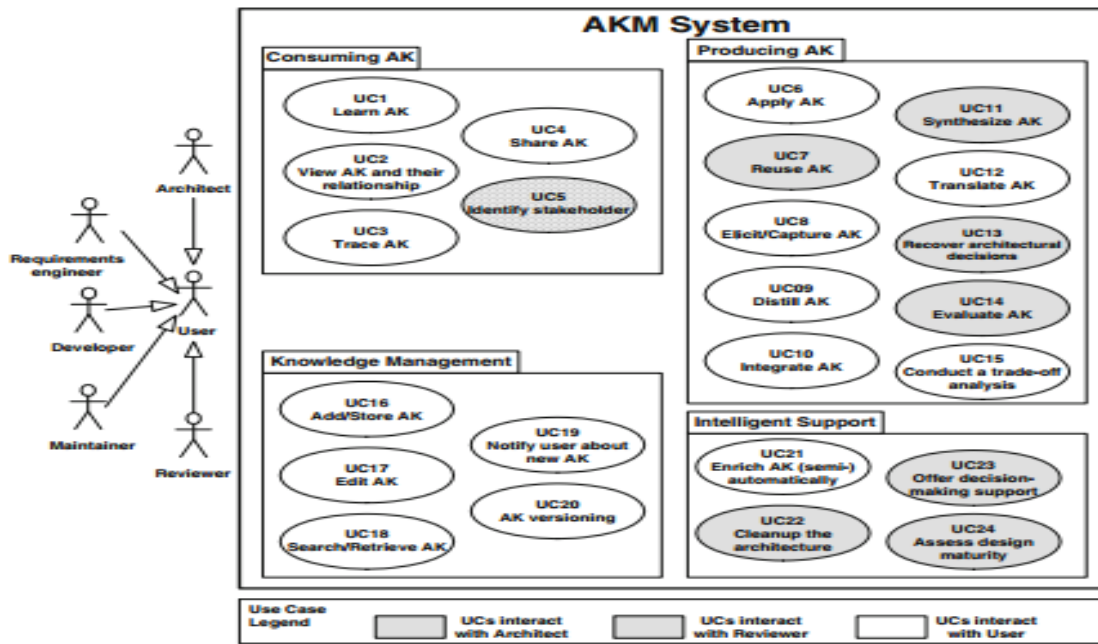 AKM System
Consuming AK
UC1
Learn AK
UC2
View AK and their
relationship
UC3
Trace AK
UC4
Share AK
UC5
Identify stakeholder
Producing AK
UC6
Apply AK
UC7
Reuse AK
UC8
Elicit/Capture AK
UC09
Distill AK
UC10
Integrate AK
UC11
Synthesize AK
UC12
Translate AK
UC13
Recover architectural
decisions
UC14
Evaluate AK
UC15
Conduct a trade-off
analysis
Architect
Requirements
engineer
Developer
User
Maintainer
Reviewer
Knowledge Management
UC16
Add/Store AK
UC17
Edit AK
UC18
Search/Retrieve AK
UC19
Notify user about
new AK
UC20
AK versioning
Intelligent Support
UC21
Enrich AK (semi-)
automatically
UC22
Cleanup the
architecture
UC23
Offer decision-
making support
UC24
Assess design
maturity
Use Case
Legend
UCs interact
with Architect
UCs interact
with Reviewer
UCs interact
with User